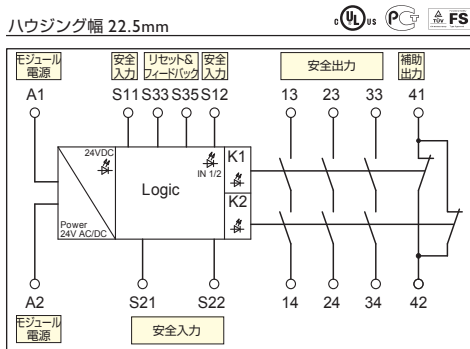 ハウジング幅 22.5mm
c UL us PCT TÜV FS
モジュール
電源
安全
入力
リセット&
フィードバック
安全
入力
安全出力
補助
出力
A1 S11 S33 S35 S12 13 23 33 41
24VDC
IN 1/2
K1
Logic
K2
Power
24V AC/DC
A2 S21 S22 14 24 34 42
モジュール
電源
安全入力